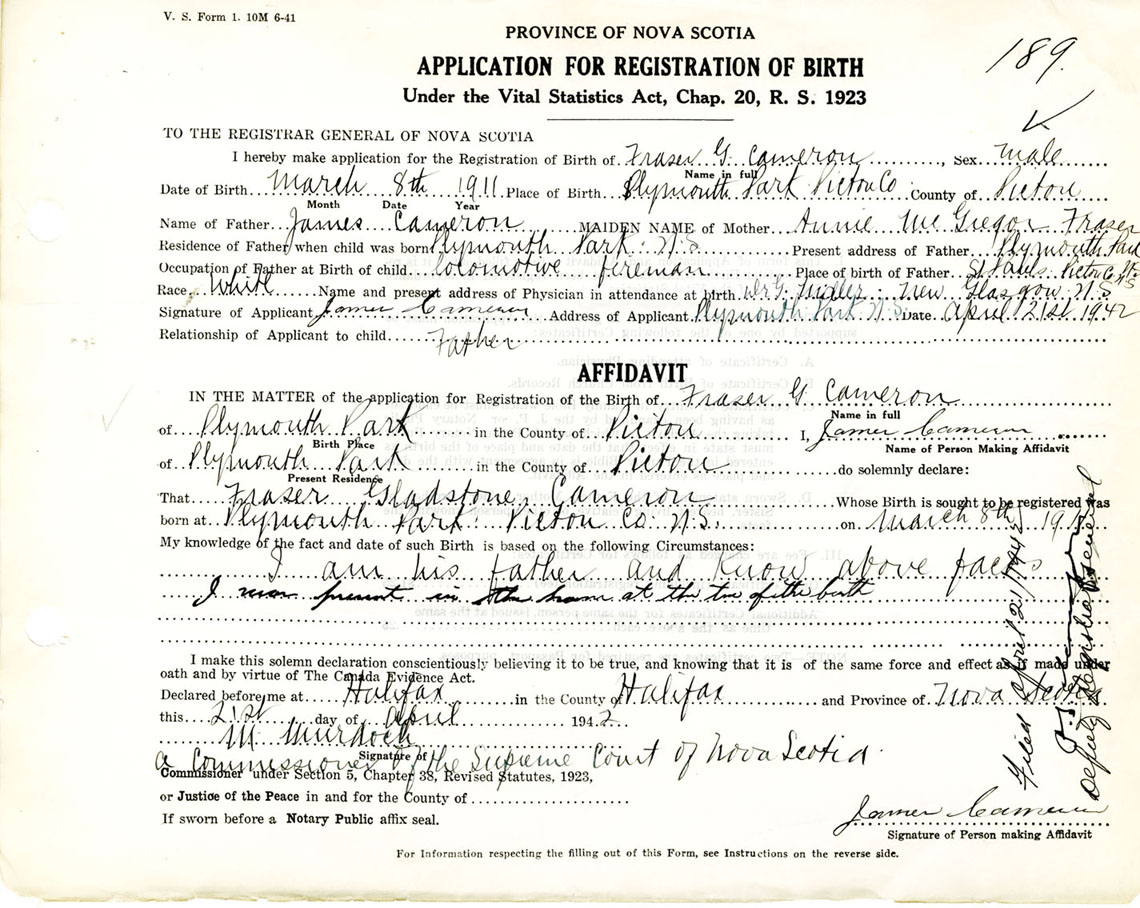 V. S. Form 1. 10M 6-41
PROVINCE OF NOVA SCOTIA
189.
APPLICATION FOR REGISTRATION OF BIRTH
Under the Vital Statistics Act, Chap. 20, R. S. 1923
TO THE REGISTRAR GENERAL OF NOVA SCOTIA
I hereby make application for the Registration of Birth of Fraser G. Cameron, Sex male
Name in full
Date of Birth March 8th 1911 Place of Birth Plymouth Park Pictou Co County of Pictou
Month Date Year
Name of Father James Cameron MAIDEN NAME of Mother Annie McGregor Fraser
Residence of Father when child was born Plymouth Park. N.S Present address of Father Plymouth Park
Occupation of Father at Birth of child locomotive fireman Place of birth of Father St Pauls Pictou Co N.S
Race White Name and present address of Physician in attendance at birth New Glasgow N.S
Signature of Applicant James Cameron Address of Applicant Plymouth Park N.S. Date April 21st 1942
Relationship of Applicant to child Father
AFFIDAVIT
IN THE MATTER of the application for Registration of the Birth of Fraser G Cameron
Name in full
of Plymouth Park in the County of Pictou I, James Cameron
Birth Place Name of Person Making Affidavit
of Plymouth Park in the County of Pictou do solemnly declare:
Present Residence
That Fraser Gladstone Cameron Whose Birth is sought to be registered was
born at Plymouth Park. Pictou Co. N.S. on March 8th
My knowledge of the fact and date of such Birth is based on the following Circumstances:
I am his father and know above facts
I was present in the home at the time of the birth
I make this solemn declaration conscientiously believing it to be true, and knowing that it is of the same force and effect as if made under
oath and by virtue of The Canada Evidence Act.
Declared before me at Halifax in the County of Halifax and Province of Nova Scotia
this 21st day of April 1942
M Murdoch
Signature of
a Commissioner of the Supreme Court of Nova Scotia
Commissioner under Section 5, Chapter 38, Revised Statutes, 1923,
or Justice of the Peace in and for the County of
If sworn before a Notary Public affix seal.
James Cameron
Signature of Person making Affidavit
For Information respecting the filling out of this Form, see Instructions on the reverse side.
Filed April 21/1942
Deputy Registrar General